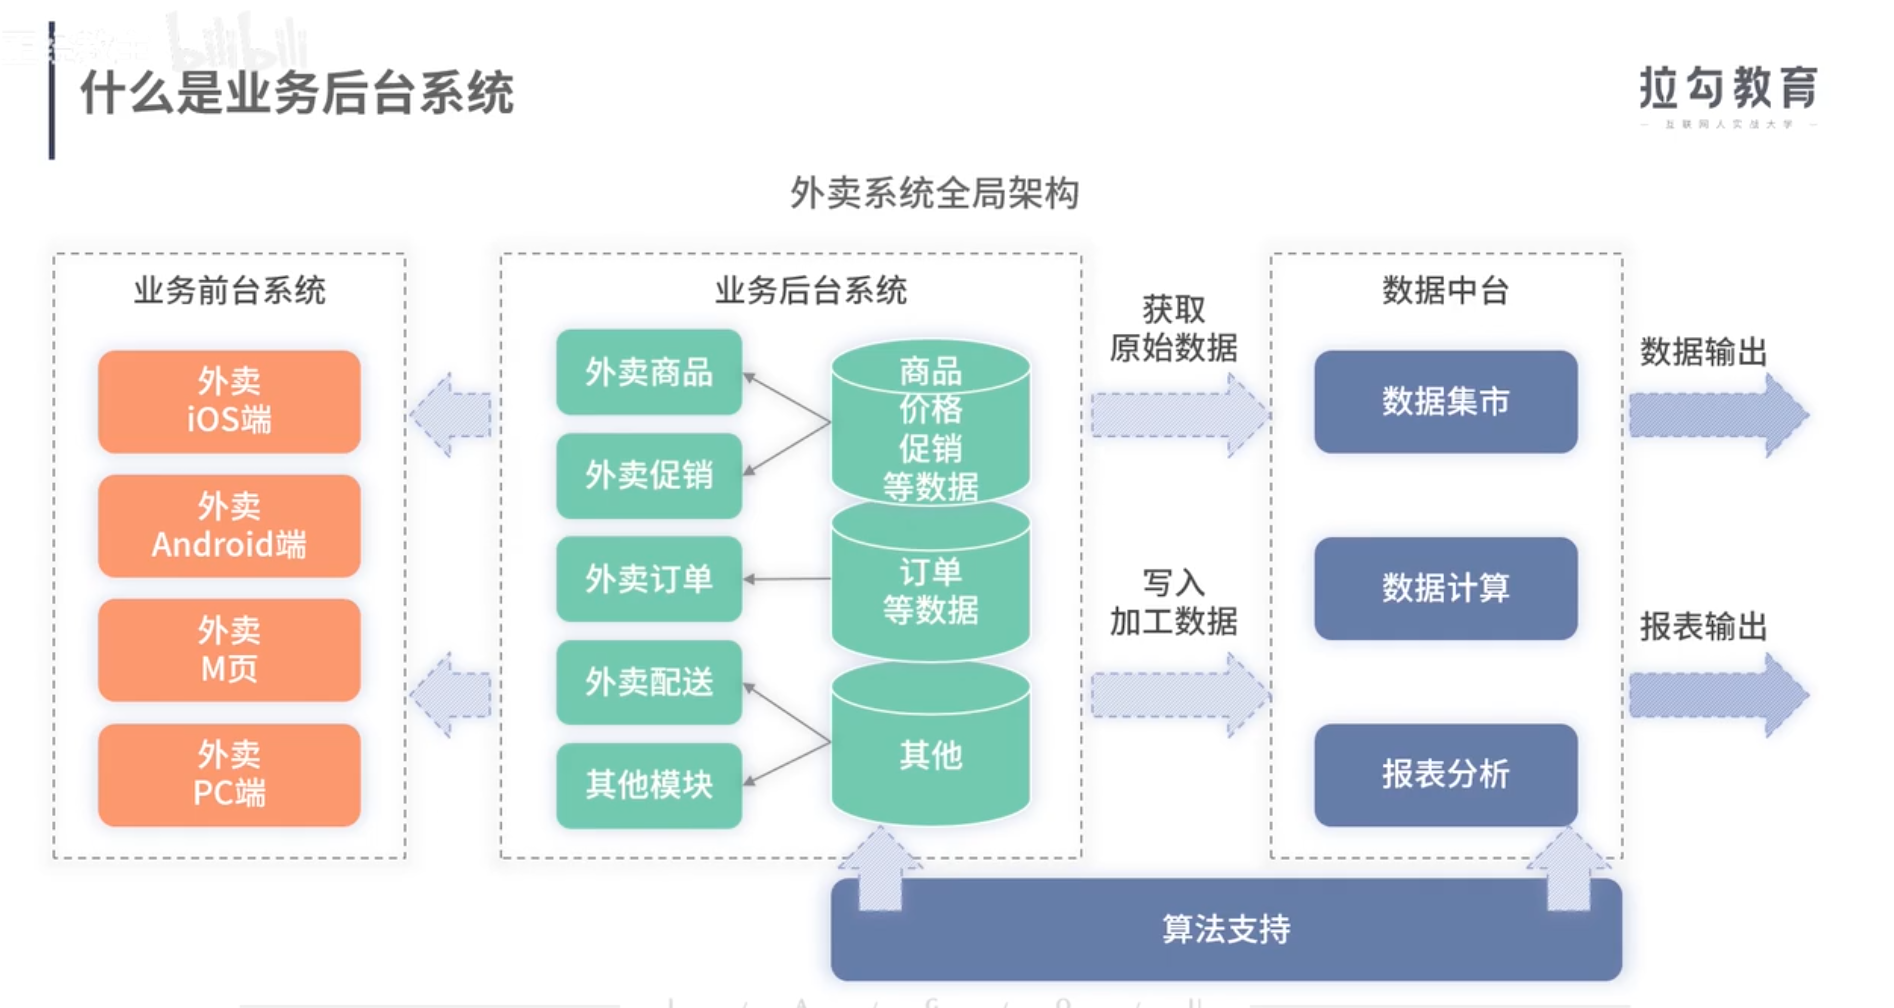 bilibili
什么是业务后台系统
拉勾教育
互联网人实战大学
外卖系统全局架构
业务前台系统
外卖
iOS端
外卖
Android端
外卖
M页
外卖
PC端
业务后台系统
外卖商品
外卖促销
外卖订单
外卖配送
其他模块
商品
价格
促销
等数据
订单
等数据
其他
获取
原始数据
写入
加工数据
数据中台
数据集市
数据计算
报表分析
数据输出
报表输出
算法支持